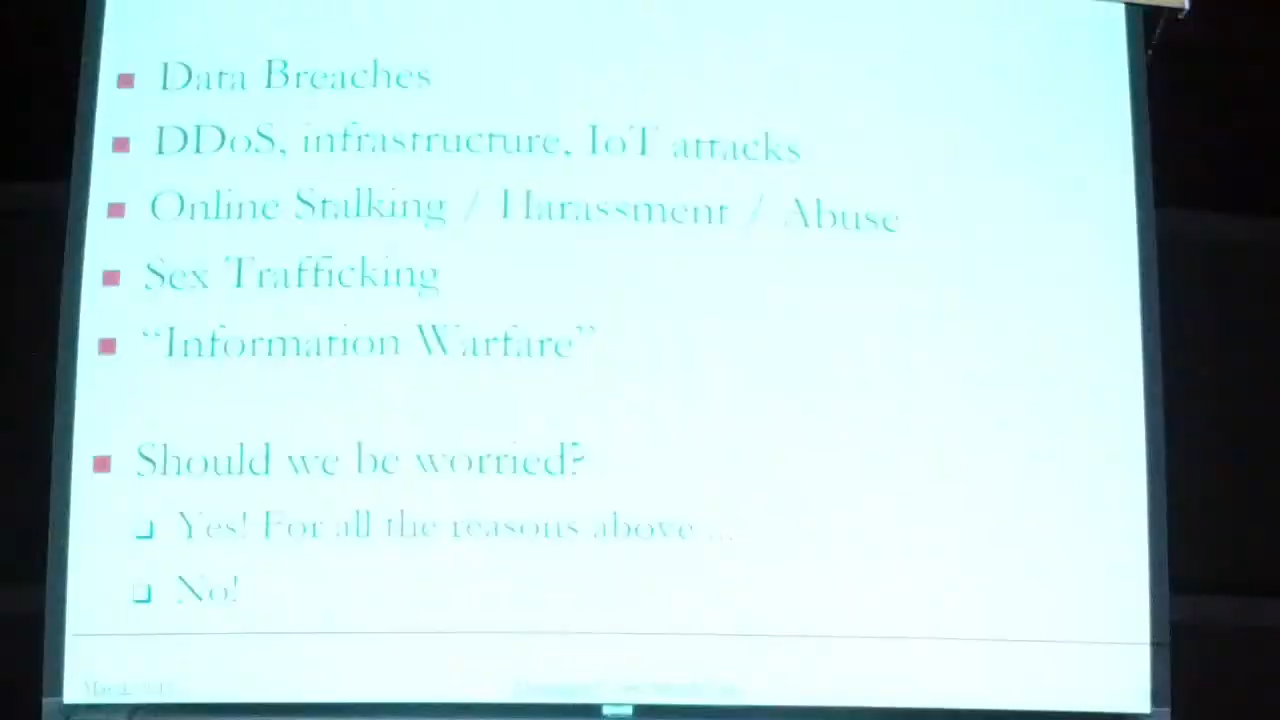 Data Breaches
DDoS, infrastructure, IoT attacks
Online Stalking / Harassment / Abuse
Sex Trafficking
“Information Warfare”
Should we be worried?
Yes! For all the reasons above ...
No!